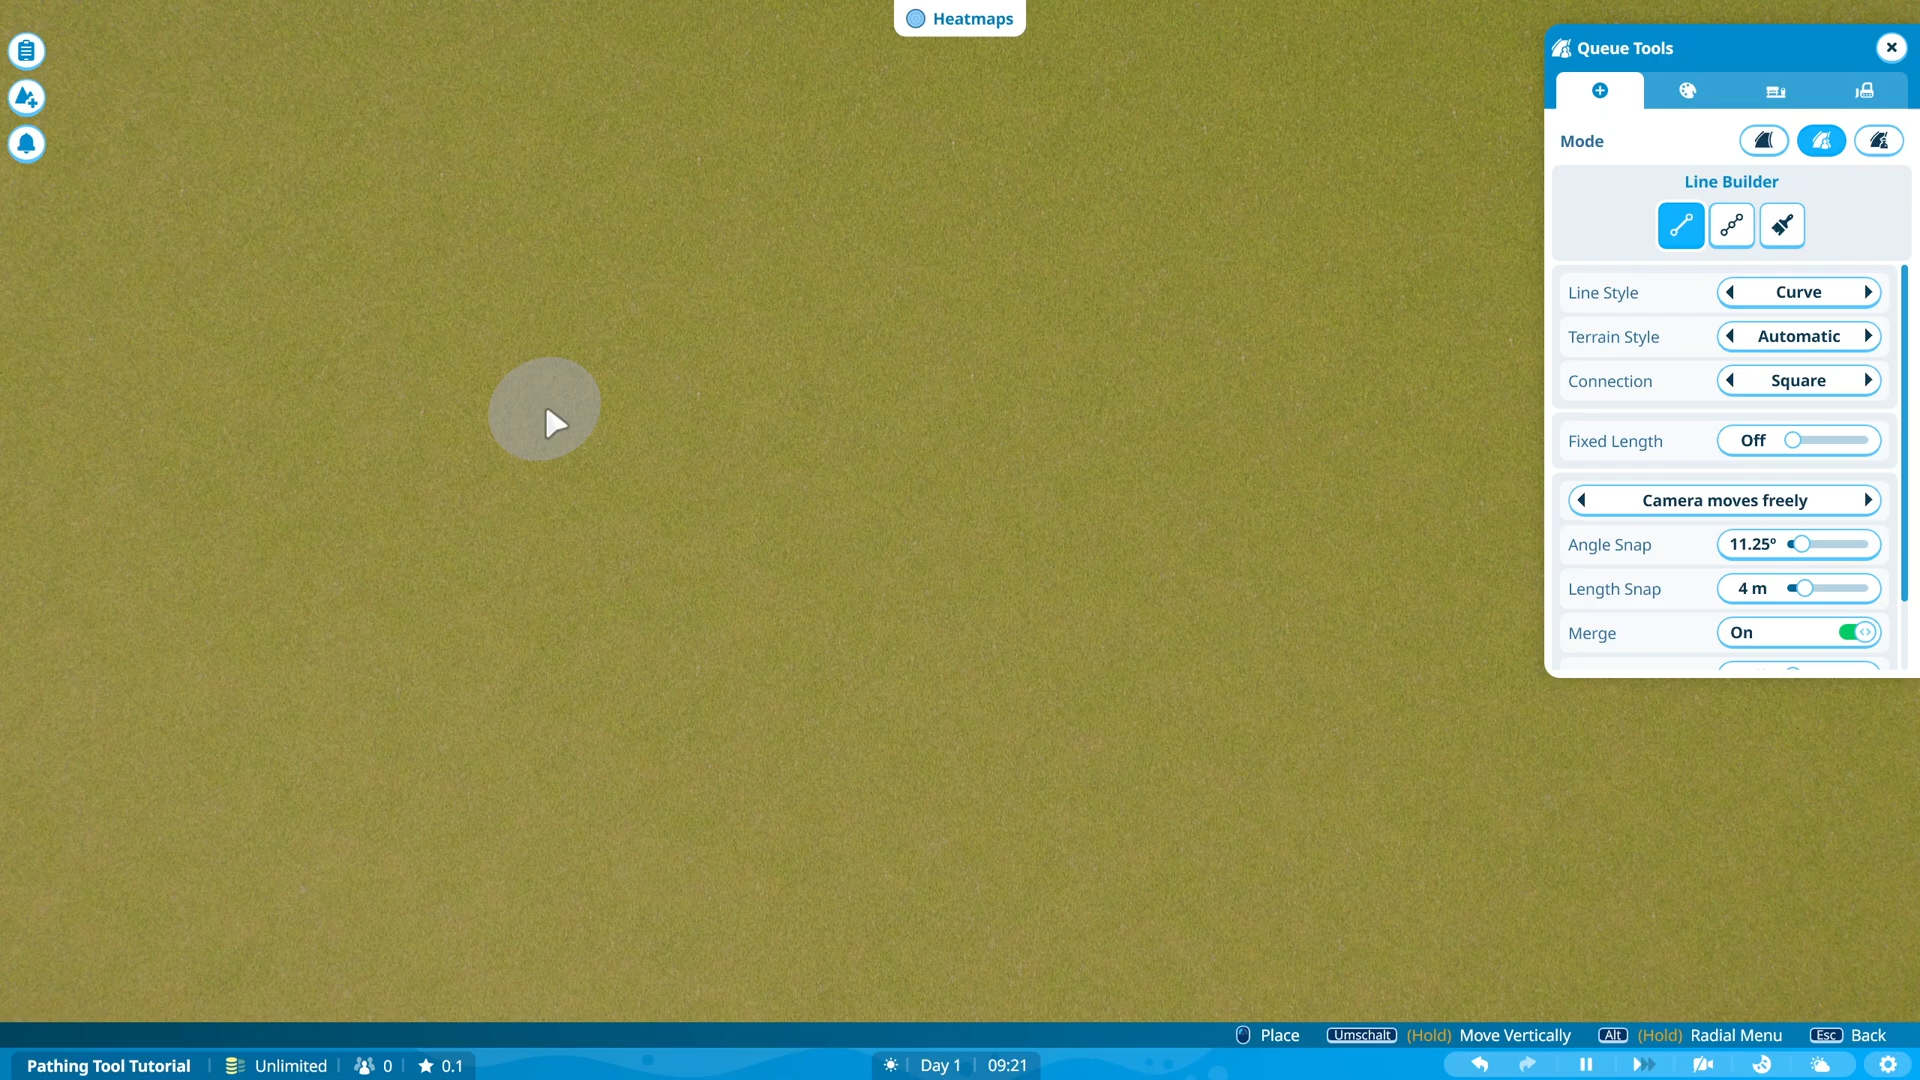 Heatmaps
Queue Tools
Mode
Line Builder
Line Style Curve
Terrain Style Automatic
Connection Square
Fixed Length Off
Camera moves freely
Angle Snap 11.25°
Length Snap 4 m
Merge On
Place Umschalt (Hold) Move Vertically Alt (Hold) Radial Menu Esc Back
Pathing Tool Tutorial Unlimited 0 0.1 Day 1 09:21